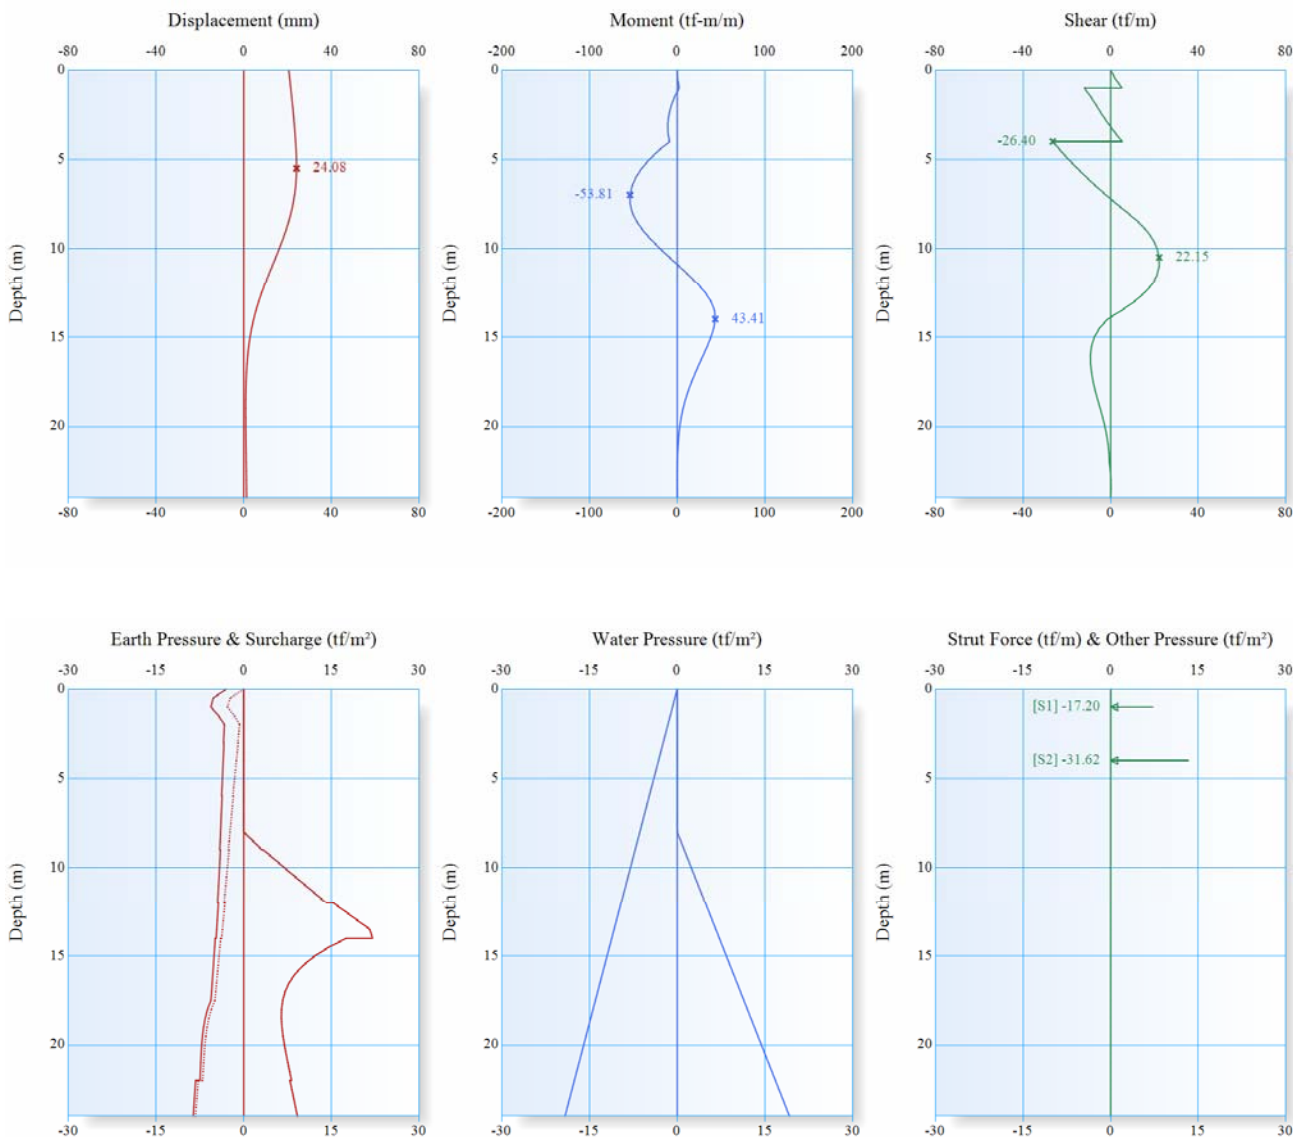 Displacement (mm)
-80 -40 0 40 80
0
5
10
15
20
Depth (m)
24.08
-80 -40 0 40 80
Moment (tf-m/m)
-200 -100 0 100 200
0
5
10
15
20
Depth (m)
-53.81
43.41
-200 -100 0 100 200
Shear (tf/m)
-80 -40 0 40 80
0
5
10
15
20
Depth (m)
-26.40
22.15
-80 -40 0 40 80
Earth Pressure & Surcharge (tf/m²)
-30 -15 0 15 30
0
5
10
15
20
Depth (m)
-30 -15 0 15 30
Water Pressure (tf/m²)
-30 -15 0 15 30
0
5
10
15
20
Depth (m)
-30 -15 0 15 30
Strut Force (tf/m) & Other Pressure (tf/m²)
-30 -15 0 15 30
0
[S1] -17.20
[S2] -31.62
5
10
15
20
Depth (m)
-30 -15 0 15 30